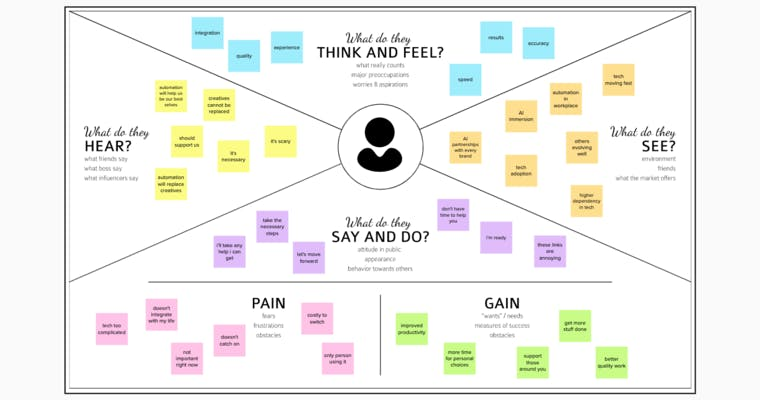 What do they
THINK AND FEEL?
what really counts
major preoccupations
worries & aspirations
integration
quality
experience
results
eccuracy
speed
What do they
HEAR?
what friends say
what boss say
what influencers say
automation
will help us
be our best
selves
creatives
cannot be
replaced
should
support us
it's
necessary
it's scary
automation
will replace
creatives
What do they
SEE?
environment
friends
what the market offers
tech
moving fast
automation
in
workplace
AI
immersion
AI
partnerships
with every
brand
others
evolving
well
tech
adoption
higher
dependency
in tech
What do they
SAY AND DO?
attitude in public
appearance
behavior towards others
take the
necessary
steps
i'll take any
help i can
get
let's move
forward
don't have
time to help
you
i'm ready
these links
are
annoying
PAIN
fears
frustrations
obstacles
tech too
complicated
doesn't
integrate
with my life
not
important
right now
doesn't
catch on
costly to
switch
only person
using it
GAIN
"wants" / needs
measures of success
obstacles
improved
productivity
more time
for personal
choices
support
those
around you
get more
stuff done
better
quality work